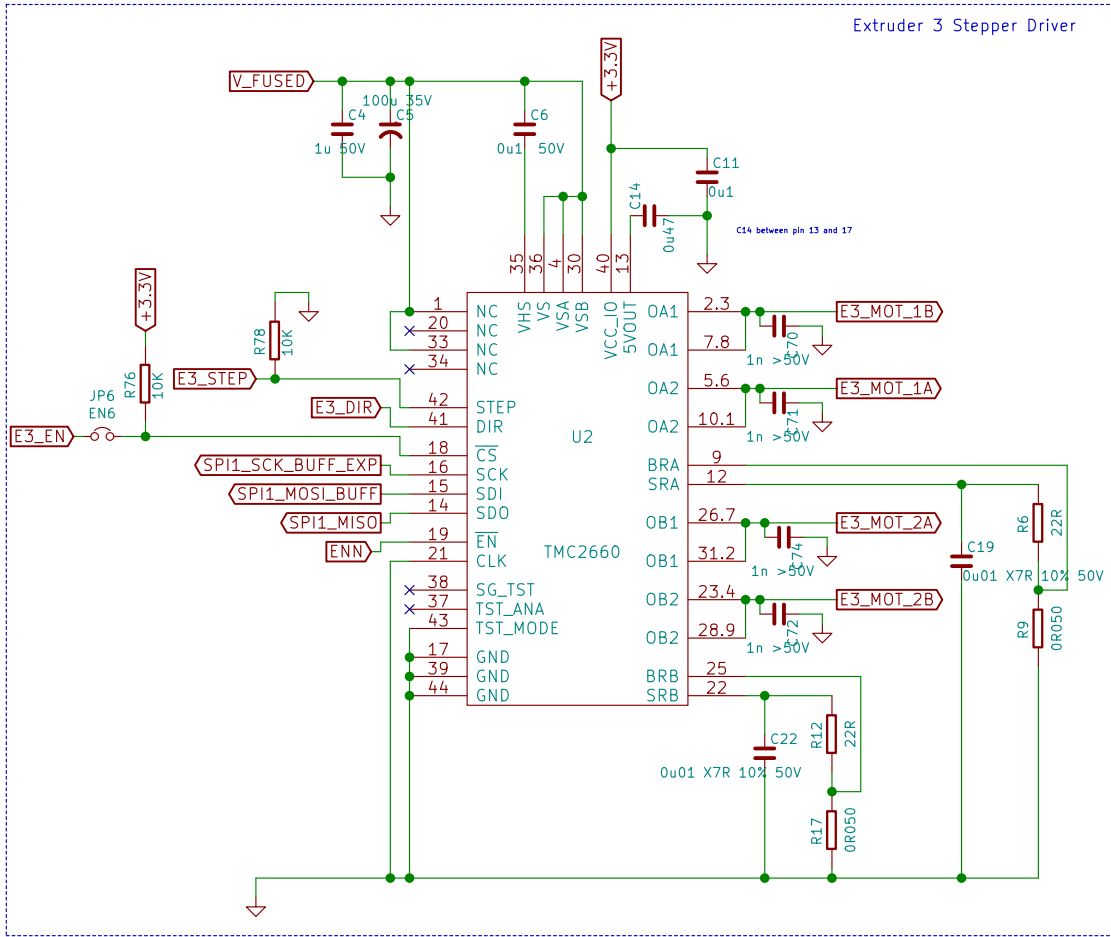 Extruder 3 Stepper Driver
+3.3V
V_FUSED
100u 35V
C4
C5
1u 50V
C6
0u1 50V
C11
0u1
C14
0u47
C14 between pin 13 and 17
35
36
4
30
40
13
VHS
VS
VSA
VSB
VCC_IO
5VOUT
+3.3V
R78
10K
R76
10K
JP6
EN6
E3_STEP
E3_DIR
E3_EN
SPI1_SCK_BUFF_EXP
SPI1_MOSI_BUFF
SPI1_MISO
ENN
1 NC
20 NC
33 NC
34 NC
42 STEP
41 DIR
18 CS
16 SCK
15 SDI
14 SDO
19 EN
21 CLK
38 SG_TST
37 TST_ANA
43 TST_MODE
17 GND
39 GND
44 GND
U2
TMC2660
OA1 2.3
OA1 7.8
OA2 5.6
OA2 10.1
BRA 9
SRA 12
OB1 26.7
OB1 31.2
OB2 23.4
OB2 28.9
BRB 25
SRB 22
E3_MOT_1B
C70
1n >50V
E3_MOT_1A
C71
1n >50V
E3_MOT_2A
C74
1n >50V
E3_MOT_2B
C72
1n >50V
R6
22R
C19
0u01 X7R 10% 50V
R9
0R050
R12
22R
C22
0u01 X7R 10% 50V
R17
0R050